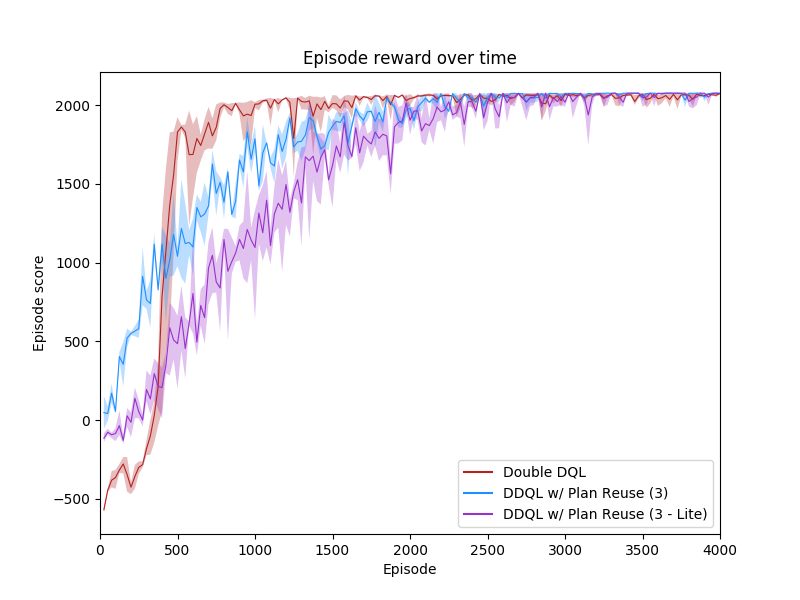 Episode reward over time
Episode score
2000
1500
1000
500
0
−500
0 500 1000 1500 2000 2500 3000 3500 4000
Episode
Double DQL
DDQL w/ Plan Reuse (3)
DDQL w/ Plan Reuse (3 - Lite)